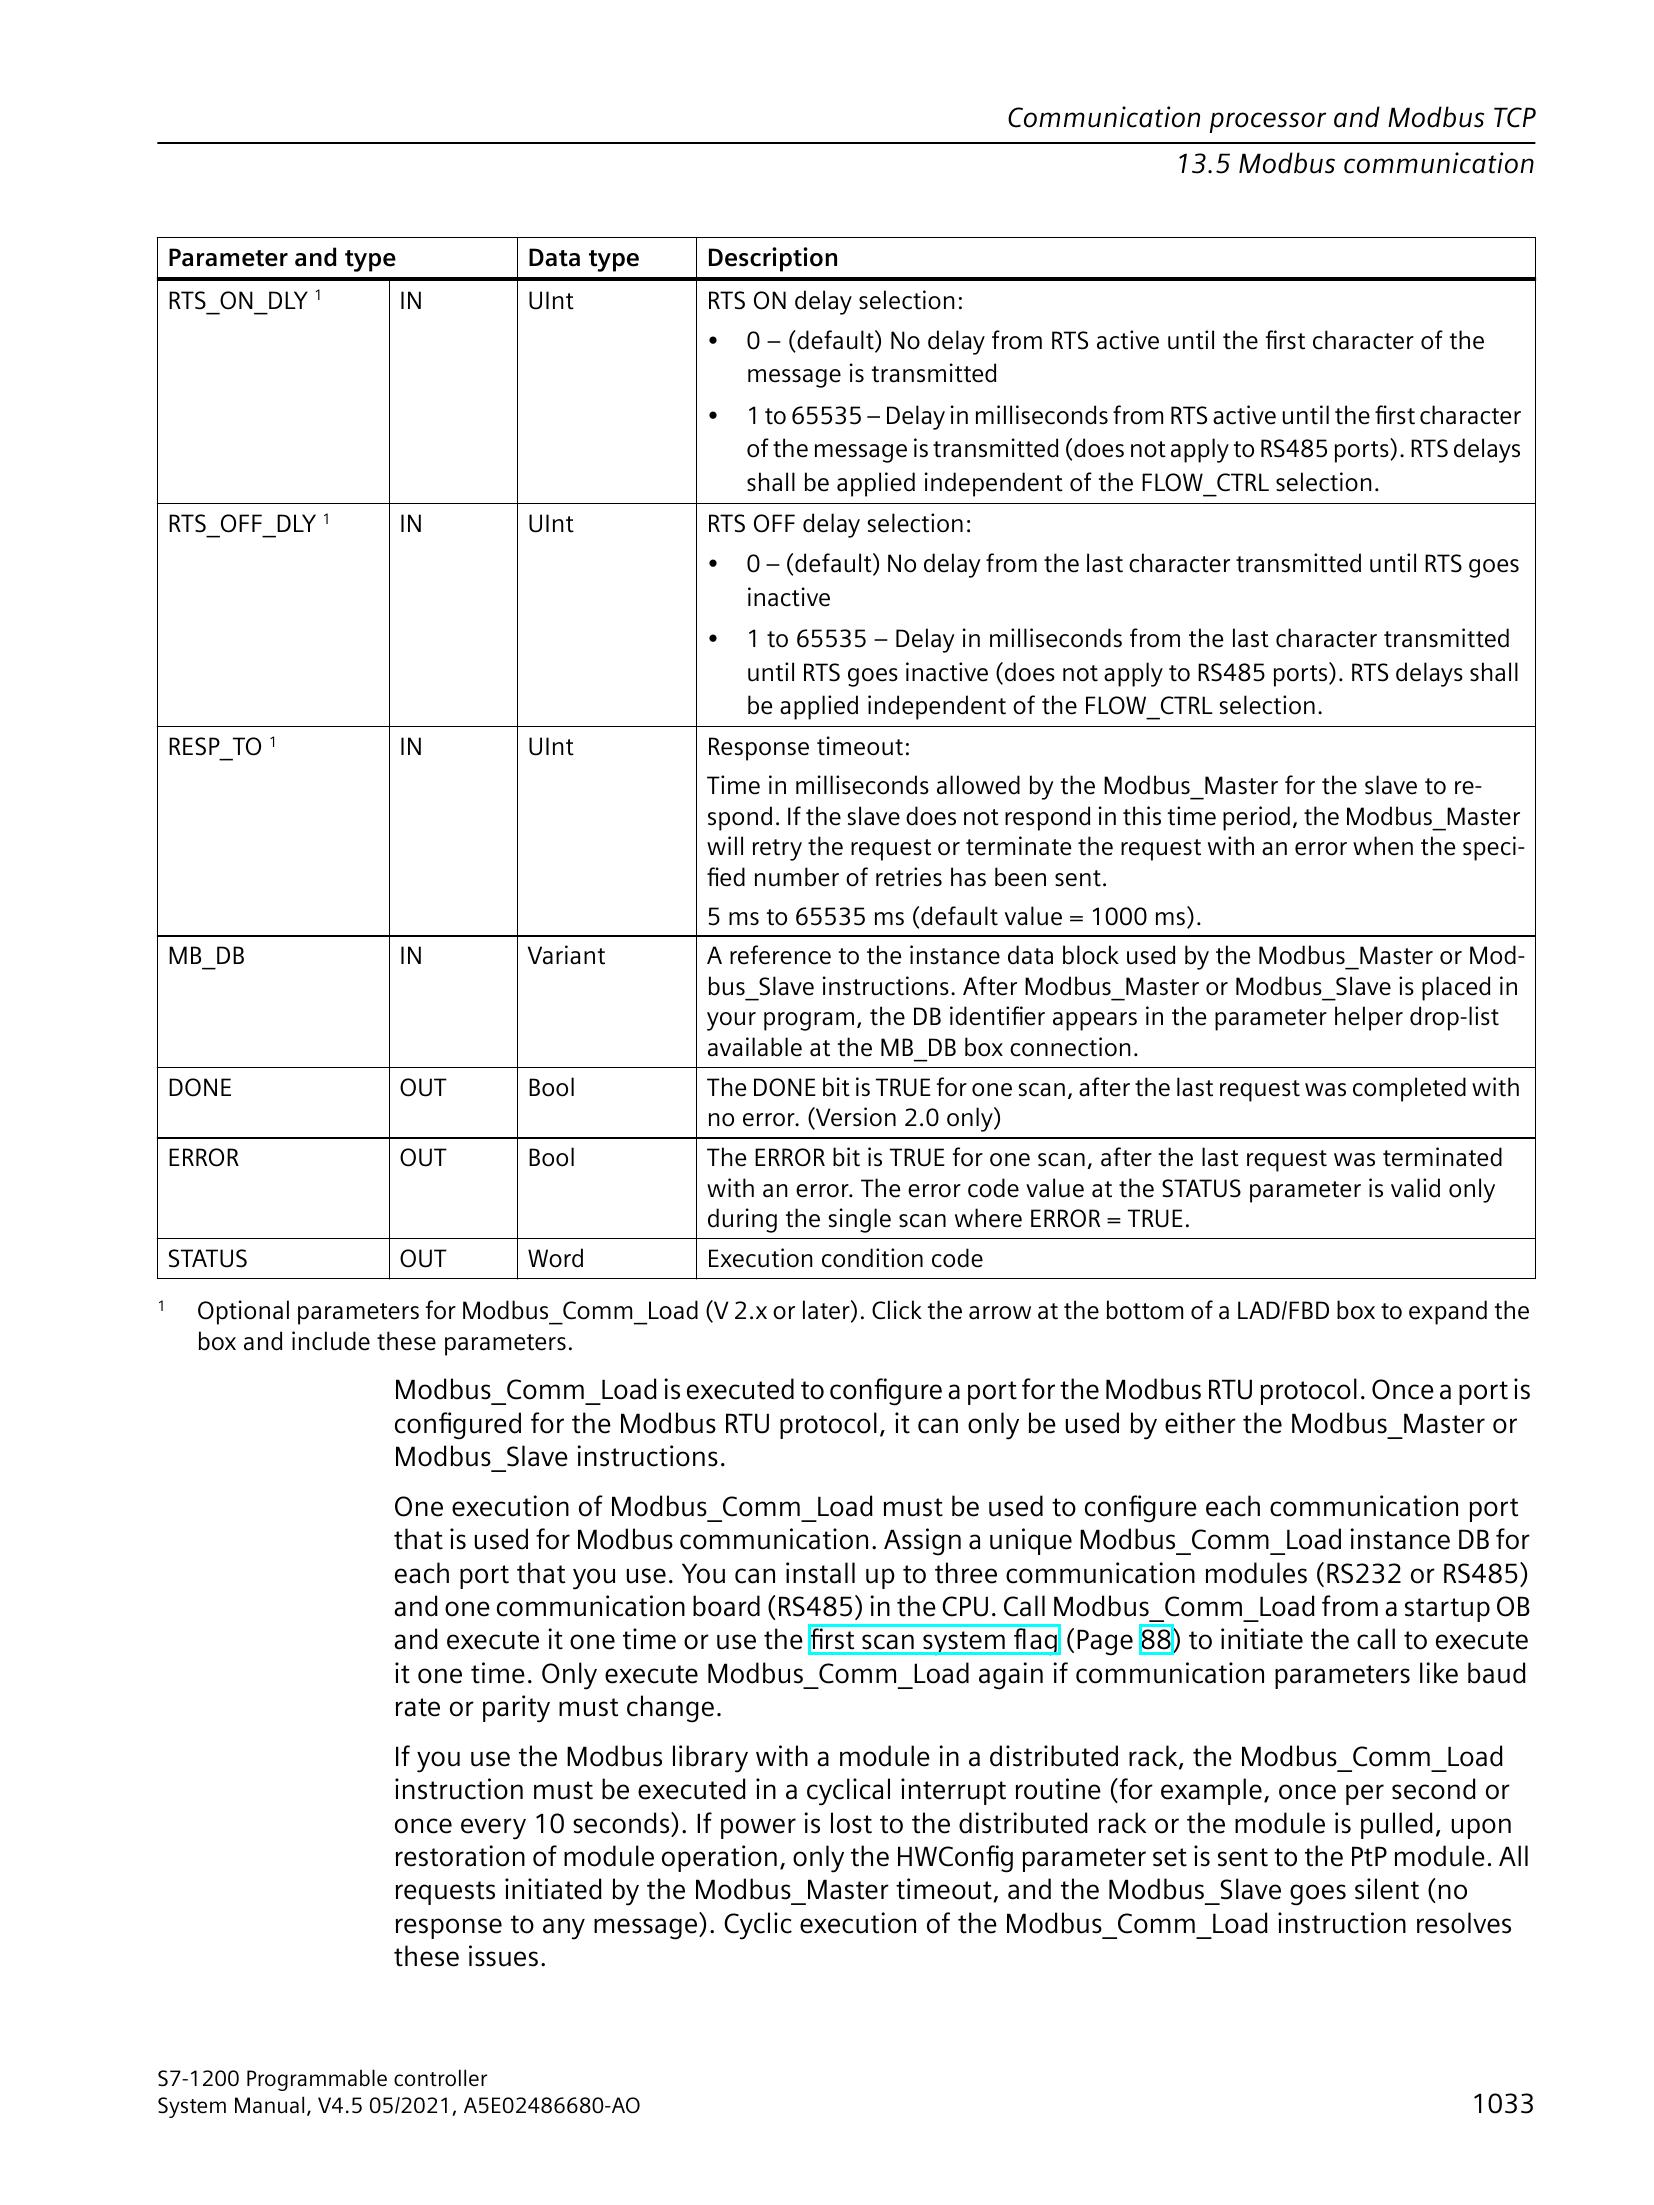 Communication processor and Modbus TCP
13.5 Modbus communication
Parameter and type Data type Description
RTS_ON_DLY 1 IN UInt RTS ON delay selection:
• 0 – (default) No delay from RTS active until the first character of the
message is transmitted
• 1 to 65535 – Delay in milliseconds from RTS active until the first character
of the message is transmitted (does not apply to RS485 ports). RTS delays
shall be applied independent of the FLOW_CTRL selection.
RTS_OFF_DLY 1 IN UInt RTS OFF delay selection:
• 0 – (default) No delay from the last character transmitted until RTS goes
inactive
• 1 to 65535 – Delay in milliseconds from the last character transmitted
until RTS goes inactive (does not apply to RS485 ports). RTS delays shall
be applied independent of the FLOW_CTRL selection.
RESP_TO 1 IN UInt Response timeout:
Time in milliseconds allowed by the Modbus_Master for the slave to re-
spond. If the slave does not respond in this time period, the Modbus_Master
will retry the request or terminate the request with an error when the speci-
fied number of retries has been sent.
5 ms to 65535 ms (default value = 1000 ms).
MB_DB IN Variant A reference to the instance data block used by the Modbus_Master or Mod-
bus_Slave instructions. After Modbus_Master or Modbus_Slave is placed in
your program, the DB identifier appears in the parameter helper drop-list
available at the MB_DB box connection.
DONE OUT Bool The DONE bit is TRUE for one scan, after the last request was completed with
no error. (Version 2.0 only)
ERROR OUT Bool The ERROR bit is TRUE for one scan, after the last request was terminated
with an error. The error code value at the STATUS parameter is valid only
during the single scan where ERROR = TRUE.
STATUS OUT Word Execution condition code
1 Optional parameters for Modbus_Comm_Load (V 2.x or later). Click the arrow at the bottom of a LAD/FBD box to expand the
box and include these parameters.
Modbus_Comm_Load is executed to configure a port for the Modbus RTU protocol. Once a port is
configured for the Modbus RTU protocol, it can only be used by either the Modbus_Master or
Modbus_Slave instructions.
One execution of Modbus_Comm_Load must be used to configure each communication port
that is used for Modbus communication. Assign a unique Modbus_Comm_Load instance DB for
each port that you use. You can install up to three communication modules (RS232 or RS485)
and one communication board (RS485) in the CPU. Call Modbus_Comm_Load from a startup OB
and execute it one time or use the first scan system flag (Page 88) to initiate the call to execute
it one time. Only execute Modbus_Comm_Load again if communication parameters like baud
rate or parity must change.
If you use the Modbus library with a module in a distributed rack, the Modbus_Comm_Load
instruction must be executed in a cyclical interrupt routine (for example, once per second or
once every 10 seconds). If power is lost to the distributed rack or the module is pulled, upon
restoration of module operation, only the HWConfig parameter set is sent to the PtP module. All
requests initiated by the Modbus_Master timeout, and the Modbus_Slave goes silent (no
response to any message). Cyclic execution of the Modbus_Comm_Load instruction resolves
these issues.
S7-1200 Programmable controller
System Manual, V4.5 05/2021, A5E02486680-AO 1033